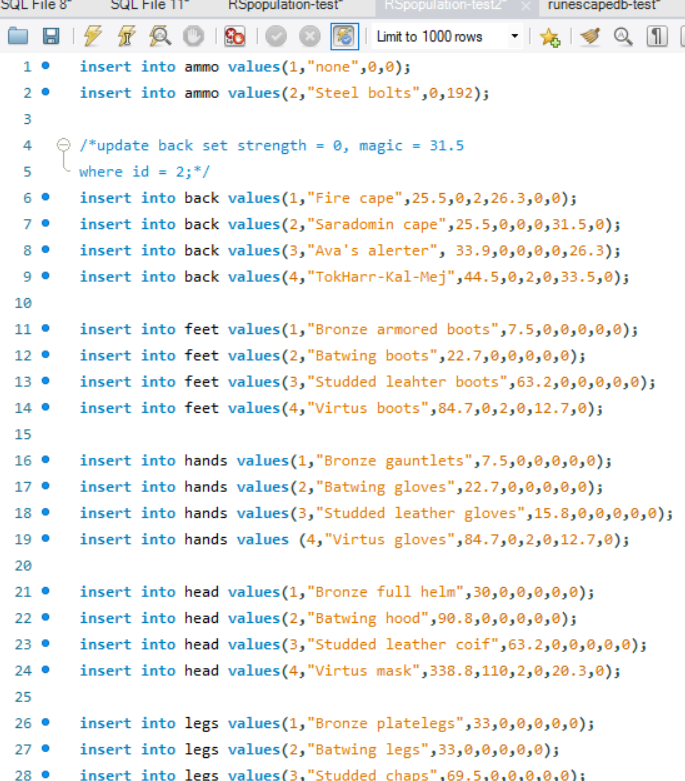 SQL File 8* SQL File 11* RSpopulation-test* RSpopulation-test2* × runescapedb-test*
Limit to 1000 rows
1 insert into ammo values(1,"none",0,0);
2 insert into ammo values(2,"Steel bolts",0,192);
3
4 /*update back set strength = 0, magic = 31.5
5 where id = 2;*/
6 insert into back values(1,"Fire cape",25.5,0,2,26.3,0,0);
7 insert into back values(2,"Saradomin cape",25.5,0,0,0,31.5,0);
8 insert into back values(3,"Ava's alerter", 33.9,0,0,0,0,26.3);
9 insert into back values(4,"TokHarr-Kal-Mej",44.5,0,2,0,33.5,0);
10
11 insert into feet values(1,"Bronze armored boots",7.5,0,0,0,0,0);
12 insert into feet values(2,"Batwing boots",22.7,0,0,0,0,0);
13 insert into feet values(3,"Studded leahter boots",63.2,0,0,0,0,0);
14 insert into feet values(4,"Virtus boots",84.7,0,2,0,12.7,0);
15
16 insert into hands values(1,"Bronze gauntlets",7.5,0,0,0,0,0);
17 insert into hands values(2,"Batwing gloves",22.7,0,0,0,0,0);
18 insert into hands values(3,"Studded leather gloves",15.8,0,0,0,0,0);
19 insert into hands values (4,"Virtus gloves",84.7,0,2,0,12.7,0);
20
21 insert into head values(1,"Bronze full helm",30,0,0,0,0,0);
22 insert into head values(2,"Batwing hood",90.8,0,0,0,0,0);
23 insert into head values(3,"Studded leather coif",63.2,0,0,0,0,0);
24 insert into head values(4,"Virtus mask",338.8,110,2,0,20.3,0);
25
26 insert into legs values(1,"Bronze platelegs",33,0,0,0,0,0);
27 insert into legs values(2,"Batwing legs",33,0,0,0,0,0);
28 insert into legs values(3,"Studded chaps",69.5,0,0,0,0,0);